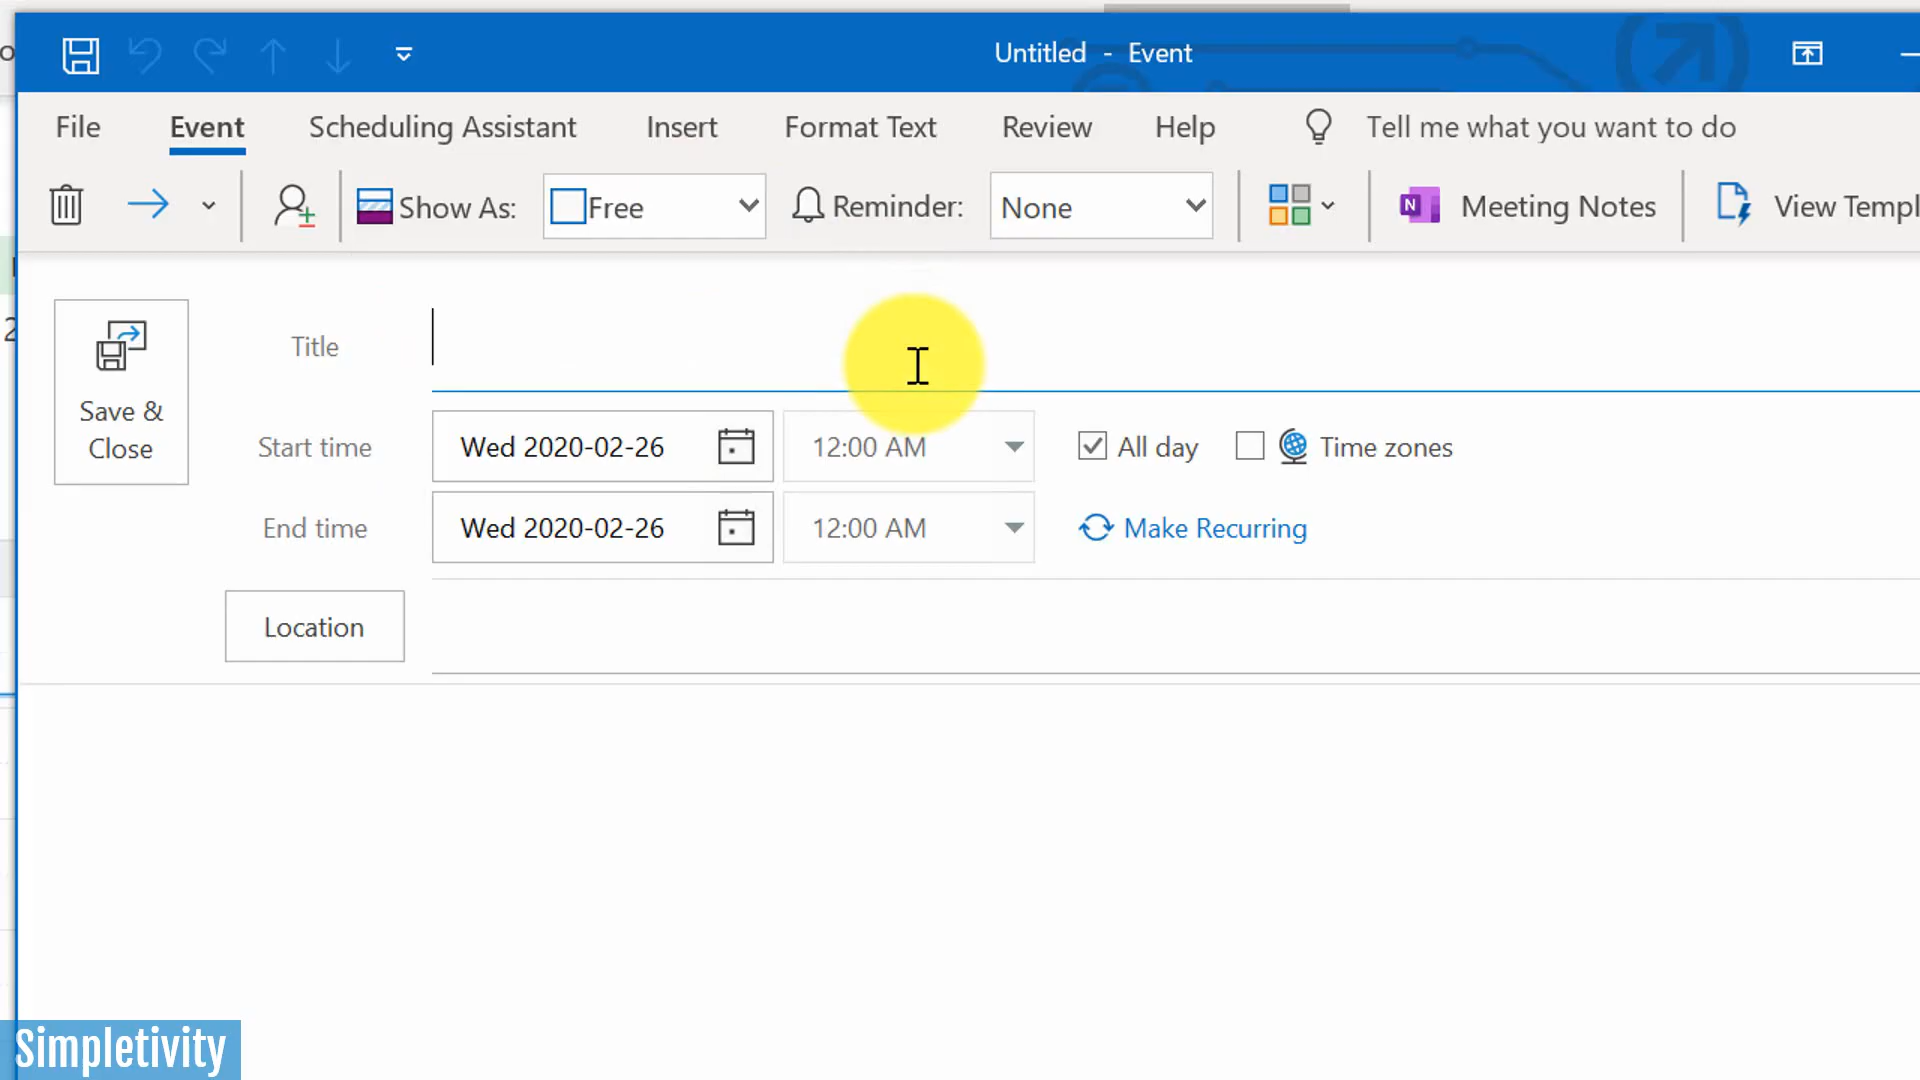 Untitled - Event
File Event Scheduling Assistant Insert Format Text Review Help Tell me what you want to do
Show As: Free Reminder: None N Meeting Notes View Templ
Save & Close
Title
Start time Wed 2020-02-26 12:00 AM All day Time zones
End time Wed 2020-02-26 12:00 AM Make Recurring
Location
Simpletivity